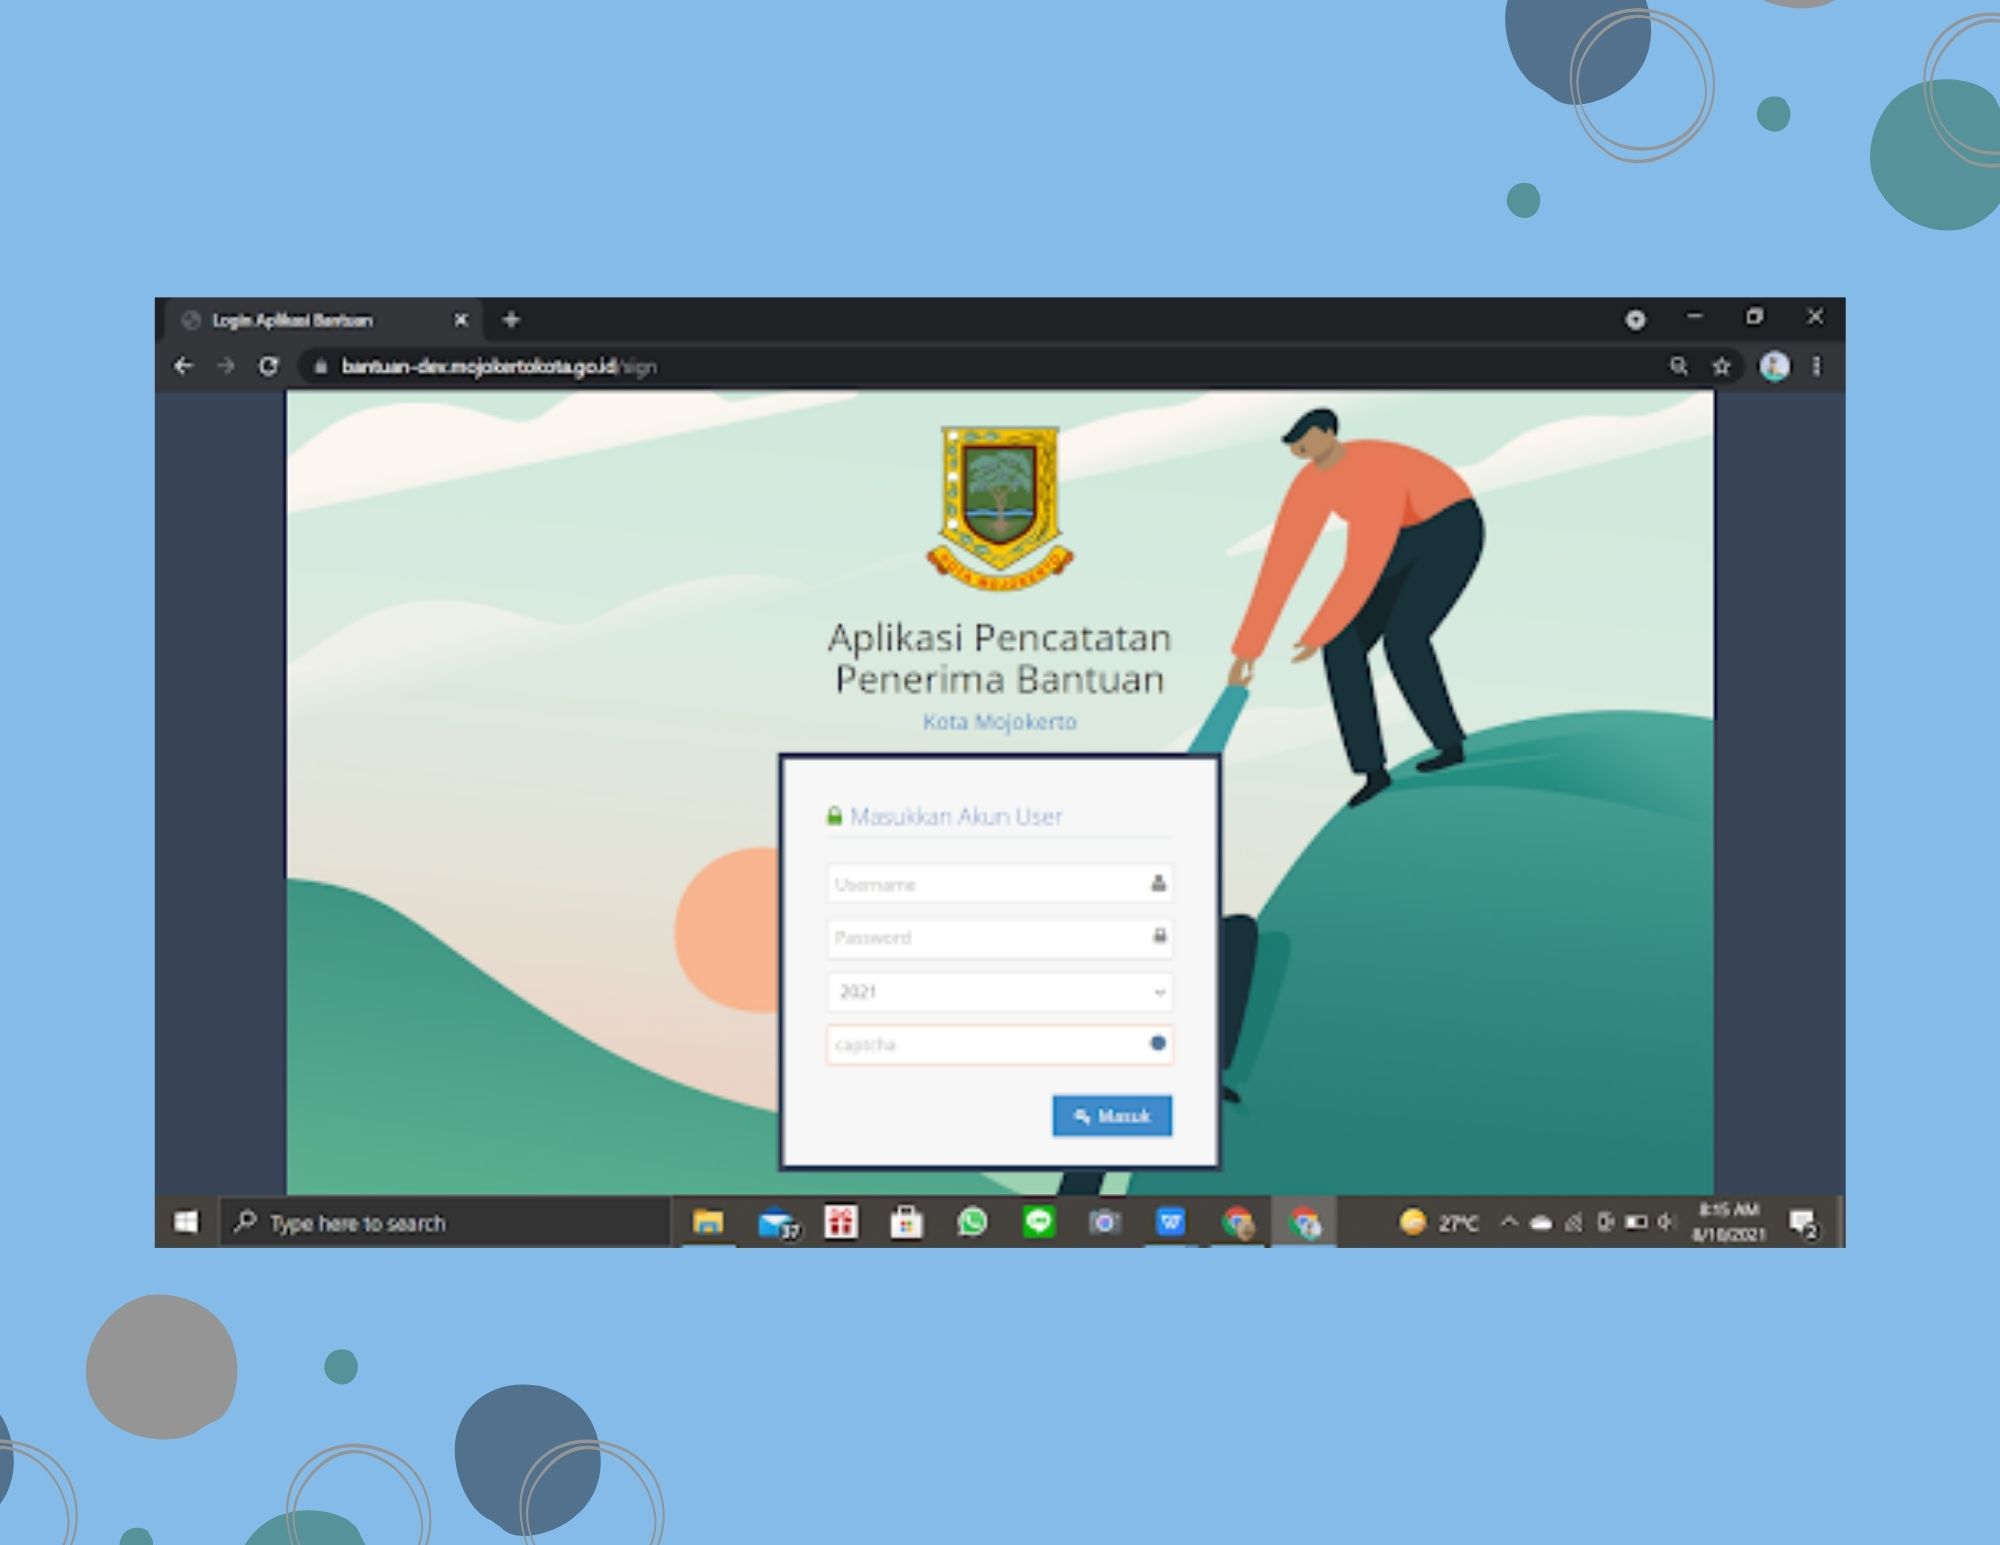 Login Aplikasi Bantuan
bantuan-dev.mojokertokota.go.id/sign
KOTA MOJOKERTO
Aplikasi Pencatatan
Penerima Bantuan
Kota Mojokerto
Masukkan Akun User
Username
Password
2021
captcha
Masuk
Type here to search
37
27°C
8:15 AM
8/10/2021
2